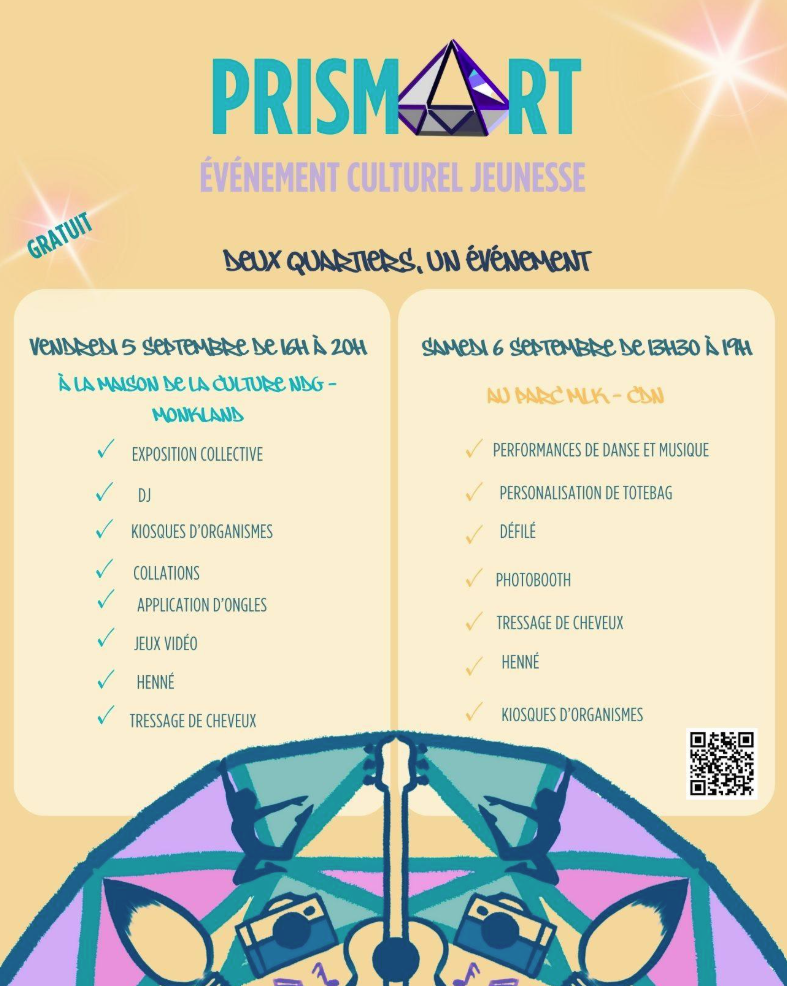 PRISMART
ÉVÉNEMENT CULTUREL JEUNESSE
GRATUIT
DEUX QUARTIERS, UN ÉVÉNEMENT
VENDREDI 5 SEPTEMBRE DE 16H À 20H
À LA MAISON DE LA CULTURE NDG -
MONKLAND
EXPOSITION COLLECTIVE
DJ
KIOSQUES D'ORGANISMES
COLLATIONS
APPLICATION D'ONGLES
JEUX VIDÉO
HENNÉ
TRESSAGE DE CHEVEUX
SAMEDI 6 SEPTEMBRE DE 13H30 À 19H
AU PARC MLK - CDN
PERFORMANCES DE DANSE ET MUSIQUE
PERSONALISATION DE TOTEBAG
DÉFILÉ
PHOTOBOOTH
TRESSAGE DE CHEVEUX
HENNÉ
KIOSQUES D'ORGANISMES